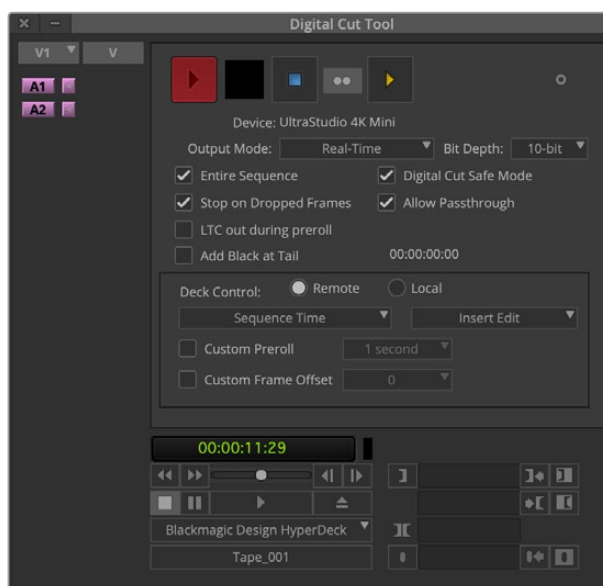 Digital Cut Tool
V1 V
A1
A2
Device: UltraStudio 4K Mini
Output Mode: Real-Time Bit Depth: 10-bit
Entire Sequence Digital Cut Safe Mode
Stop on Dropped Frames Allow Passthrough
LTC out during preroll
Add Black at Tail 00:00:00:00
Deck Control: Remote Local
Sequence Time Insert Edit
Custom Preroll 1 second
Custom Frame Offset 0
00:00:11:29
Blackmagic Design HyperDeck
Tape_001